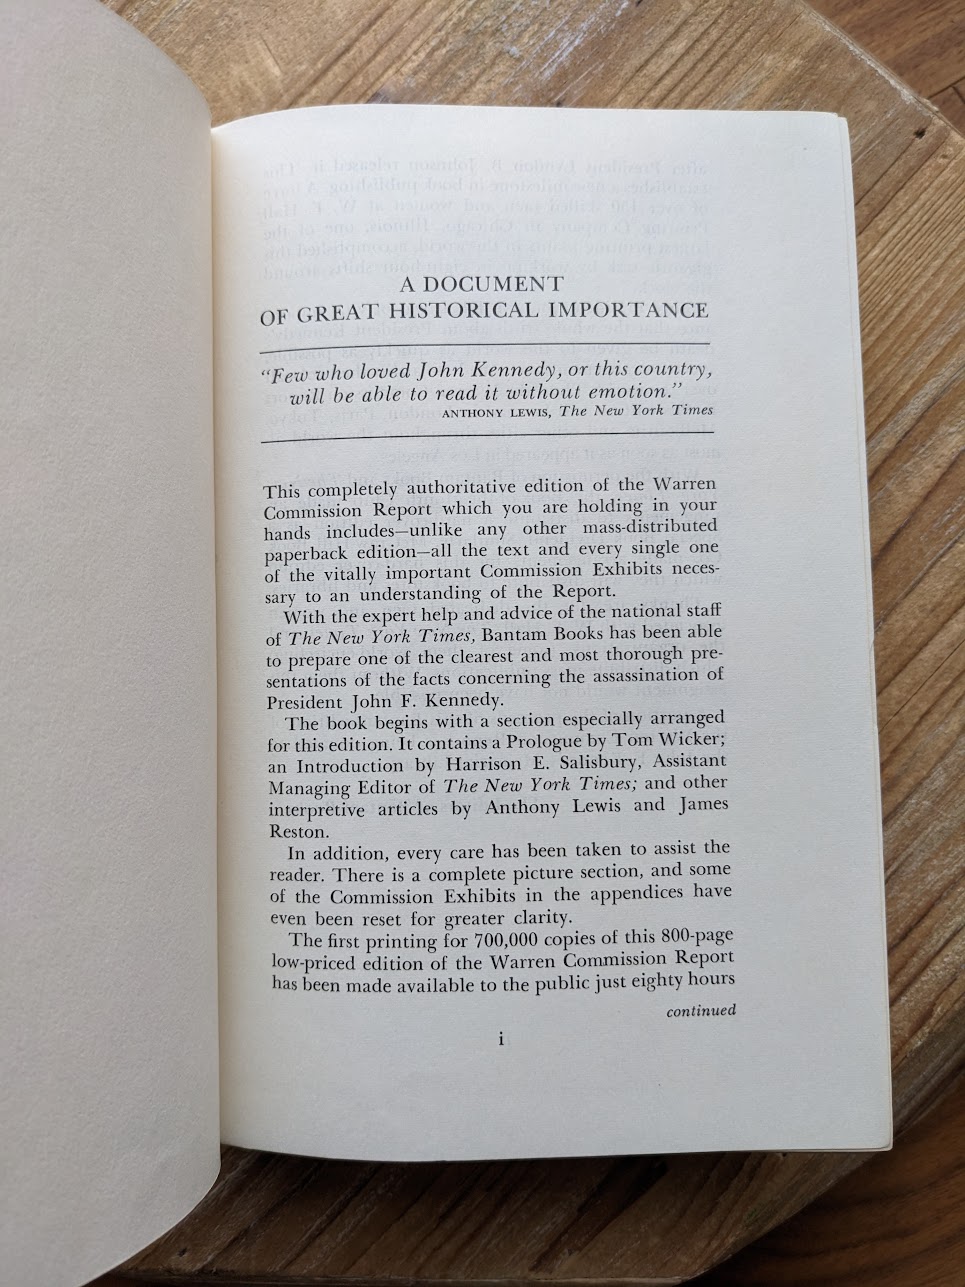 A DOCUMENT
OF GREAT HISTORICAL IMPORTANCE
“Few who loved John Kennedy, or this country,
will be able to read it without emotion.”
ANTHONY LEWIS, The New York Times
This completely authoritative edition of the Warren
Commission Report which you are holding in your
hands includes—unlike any other mass-distributed
paperback edition—all the text and every single one
of the vitally important Commission Exhibits neces-
sary to an understanding of the Report.
With the expert help and advice of the national staff
of The New York Times, Bantam Books has been able
to prepare one of the clearest and most thorough pre-
sentations of the facts concerning the assassination of
President John F. Kennedy.
The book begins with a section especially arranged
for this edition. It contains a Prologue by Tom Wicker;
an Introduction by Harrison E. Salisbury, Assistant
Managing Editor of The New York Times; and other
interpretive articles by Anthony Lewis and James
Reston.
In addition, every care has been taken to assist the
reader. There is a complete picture section, and some
of the Commission Exhibits in the appendices have
even been reset for greater clarity.
The first printing for 700,000 copies of this 800-page
low-priced edition of the Warren Commission Report
has been made available to the public just eighty hours
continued
i